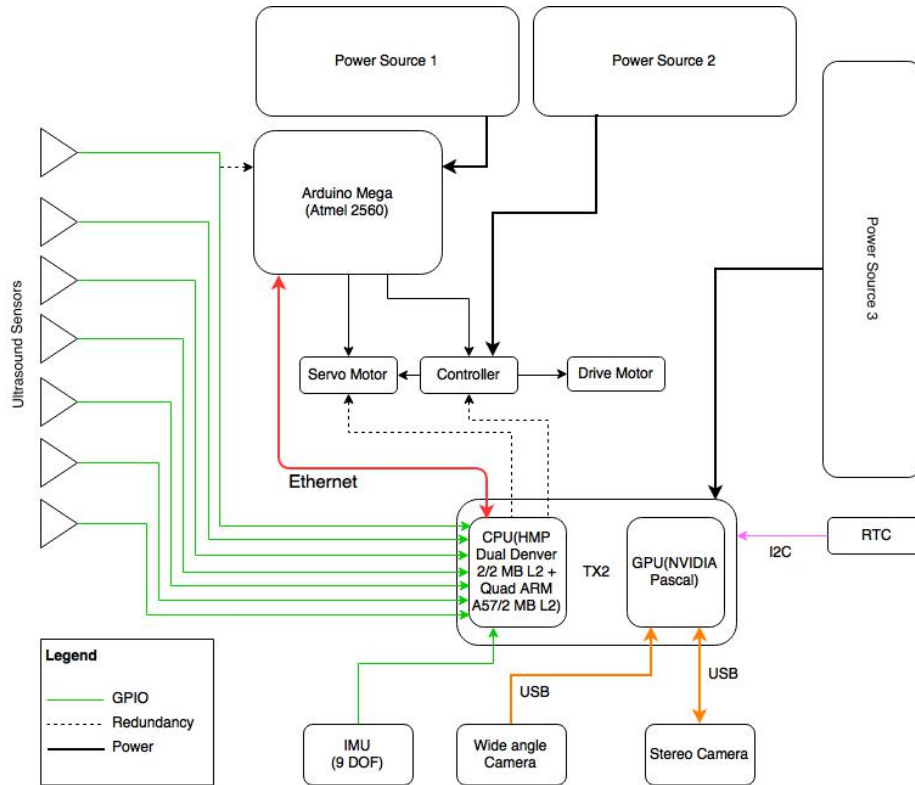 Power Source 1
Power Source 2
Power Source 3
Arduino Mega
(Atmel 2560)
Ultrasound Sensors
Servo Motor
Controller
Drive Motor
Ethernet
CPU(HMP
Dual Denver
2/2 MB L2 +
Quad ARM
A57/2 MB L2)
TX2
GPU(NVIDIA
Pascal)
I2C
RTC
USB
USB
Legend
GPIO
Redundancy
Power
IMU
(9 DOF)
Wide angle
Camera
Stereo Camera